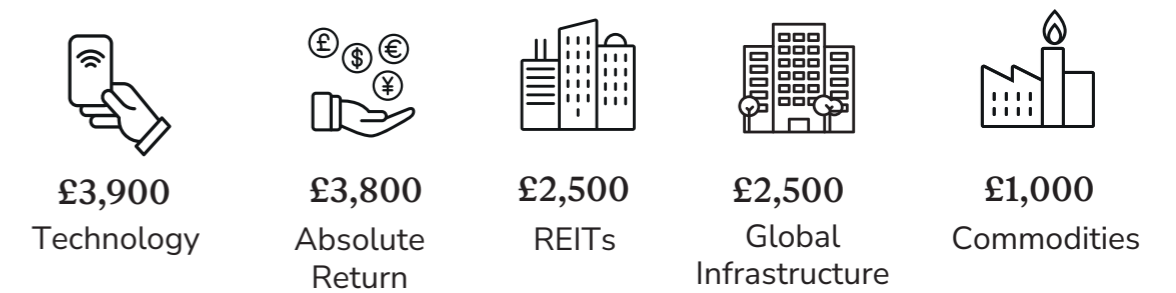 £ $ € ¥
£3,900
Technology
£3,800
Absolute
Return
£2,500
REITs
£2,500
Global
Infrastructure
£1,000
Commodities